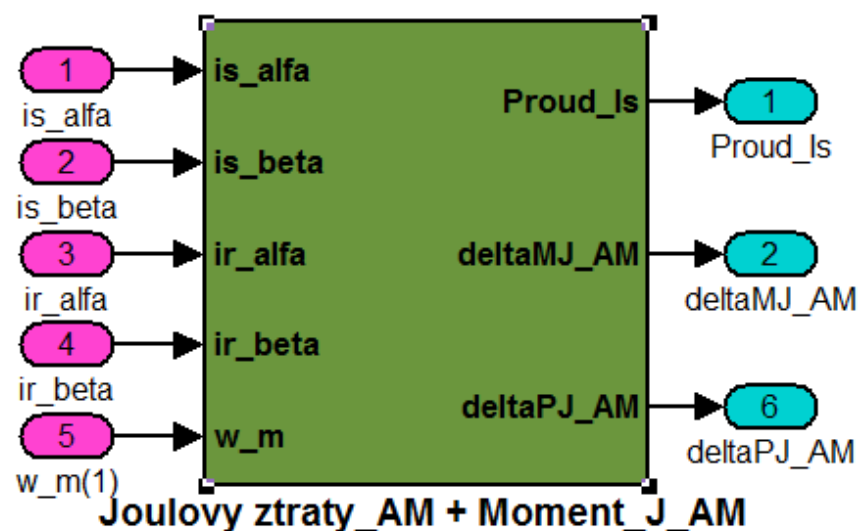 1
is_alfa
2
is_beta
3
ir_alfa
4
ir_beta
5
w_m(1)
is_alfa
is_beta
ir_alfa
ir_beta
w_m
Proud_Is
deltaMJ_AM
deltaPJ_AM
1
Proud_Is
2
deltaMJ_AM
6
deltaPJ_AM
Joulovy ztraty_AM + Moment_J_AM